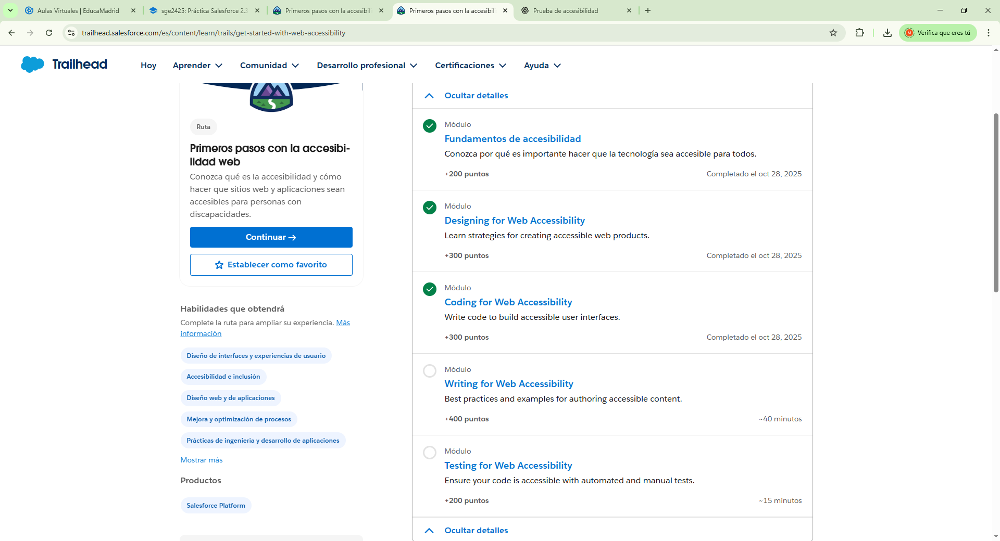 Aulas Virtuales | EducaMadrid
sge2425: Práctica Salesforce 2.3
Primeros pasos con la accesibili
Primeros pasos con la accesibili
Prueba de accesibilidad
trailhead.salesforce.com/es/content/learn/trails/get-started-with-web-accessibility
M
Verifica que eres tú
Trailhead
Hoy
Aprender
Comunidad
Desarrollo profesional
Certificaciones
Ayuda
Ruta
Primeros pasos con la accesibi-
lidad web
Conozca qué es la accesibilidad y cómo
hacer que sitios web y aplicaciones sean
accesibles para personas con
discapacidades.
Continuar →
Establecer como favorito
Habilidades que obtendrá
Complete la ruta para ampliar su experiencia. Más
información
Diseño de interfaces y experiencias de usuario
Accesibilidad e inclusión
Diseño web y de aplicaciones
Mejora y optimización de procesos
Prácticas de ingeniería y desarrollo de aplicaciones
Mostrar más
Productos
Salesforce Platform
Ocultar detalles
Módulo
Fundamentos de accesibilidad
Conozca por qué es importante hacer que la tecnología sea accesible para todos.
+200 puntos
Completado el oct 28, 2025
Módulo
Designing for Web Accessibility
Learn strategies for creating accessible web products.
+300 puntos
Completado el oct 28, 2025
Módulo
Coding for Web Accessibility
Write code to build accessible user interfaces.
+300 puntos
Completado el oct 28, 2025
Módulo
Writing for Web Accessibility
Best practices and examples for authoring accessible content.
+400 puntos
~40 minutos
Módulo
Testing for Web Accessibility
Ensure your code is accessible with automated and manual tests.
+200 puntos
~15 minutos
Ocultar detalles